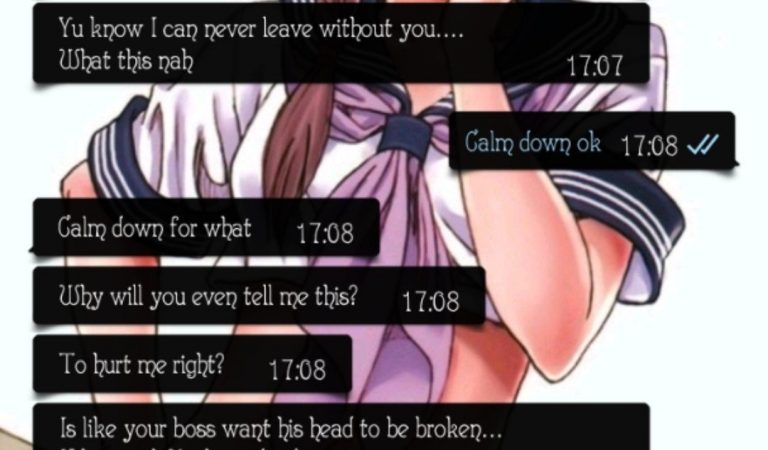 Yu know I can never leave without you....
What this nah
17:07
Calm down ok 17:08
Calm down for what 17:08
Why will you even tell me this? 17:08
To hurt me right? 17:08
Is like your boss want his head to be broken...